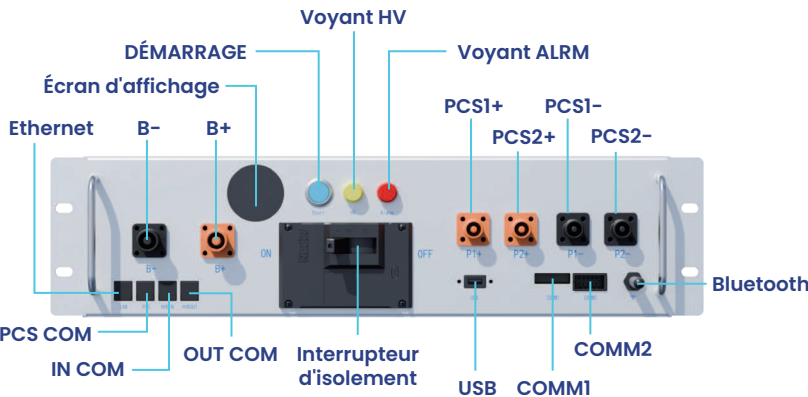 Voyant HV
DÉMARRAGE
Voyant ALRM
Écran d'affichage
PCS1+
PCS1-
Ethernet
B-
B+
PCS2+
PCS2-
ON
OFF
P1+
P2+
P1-
P2-
B-
B+
Bluetooth
PCS COM
IN COM
OUT COM
Interrupteur
d'isolement
USB
COMM1
COMM2